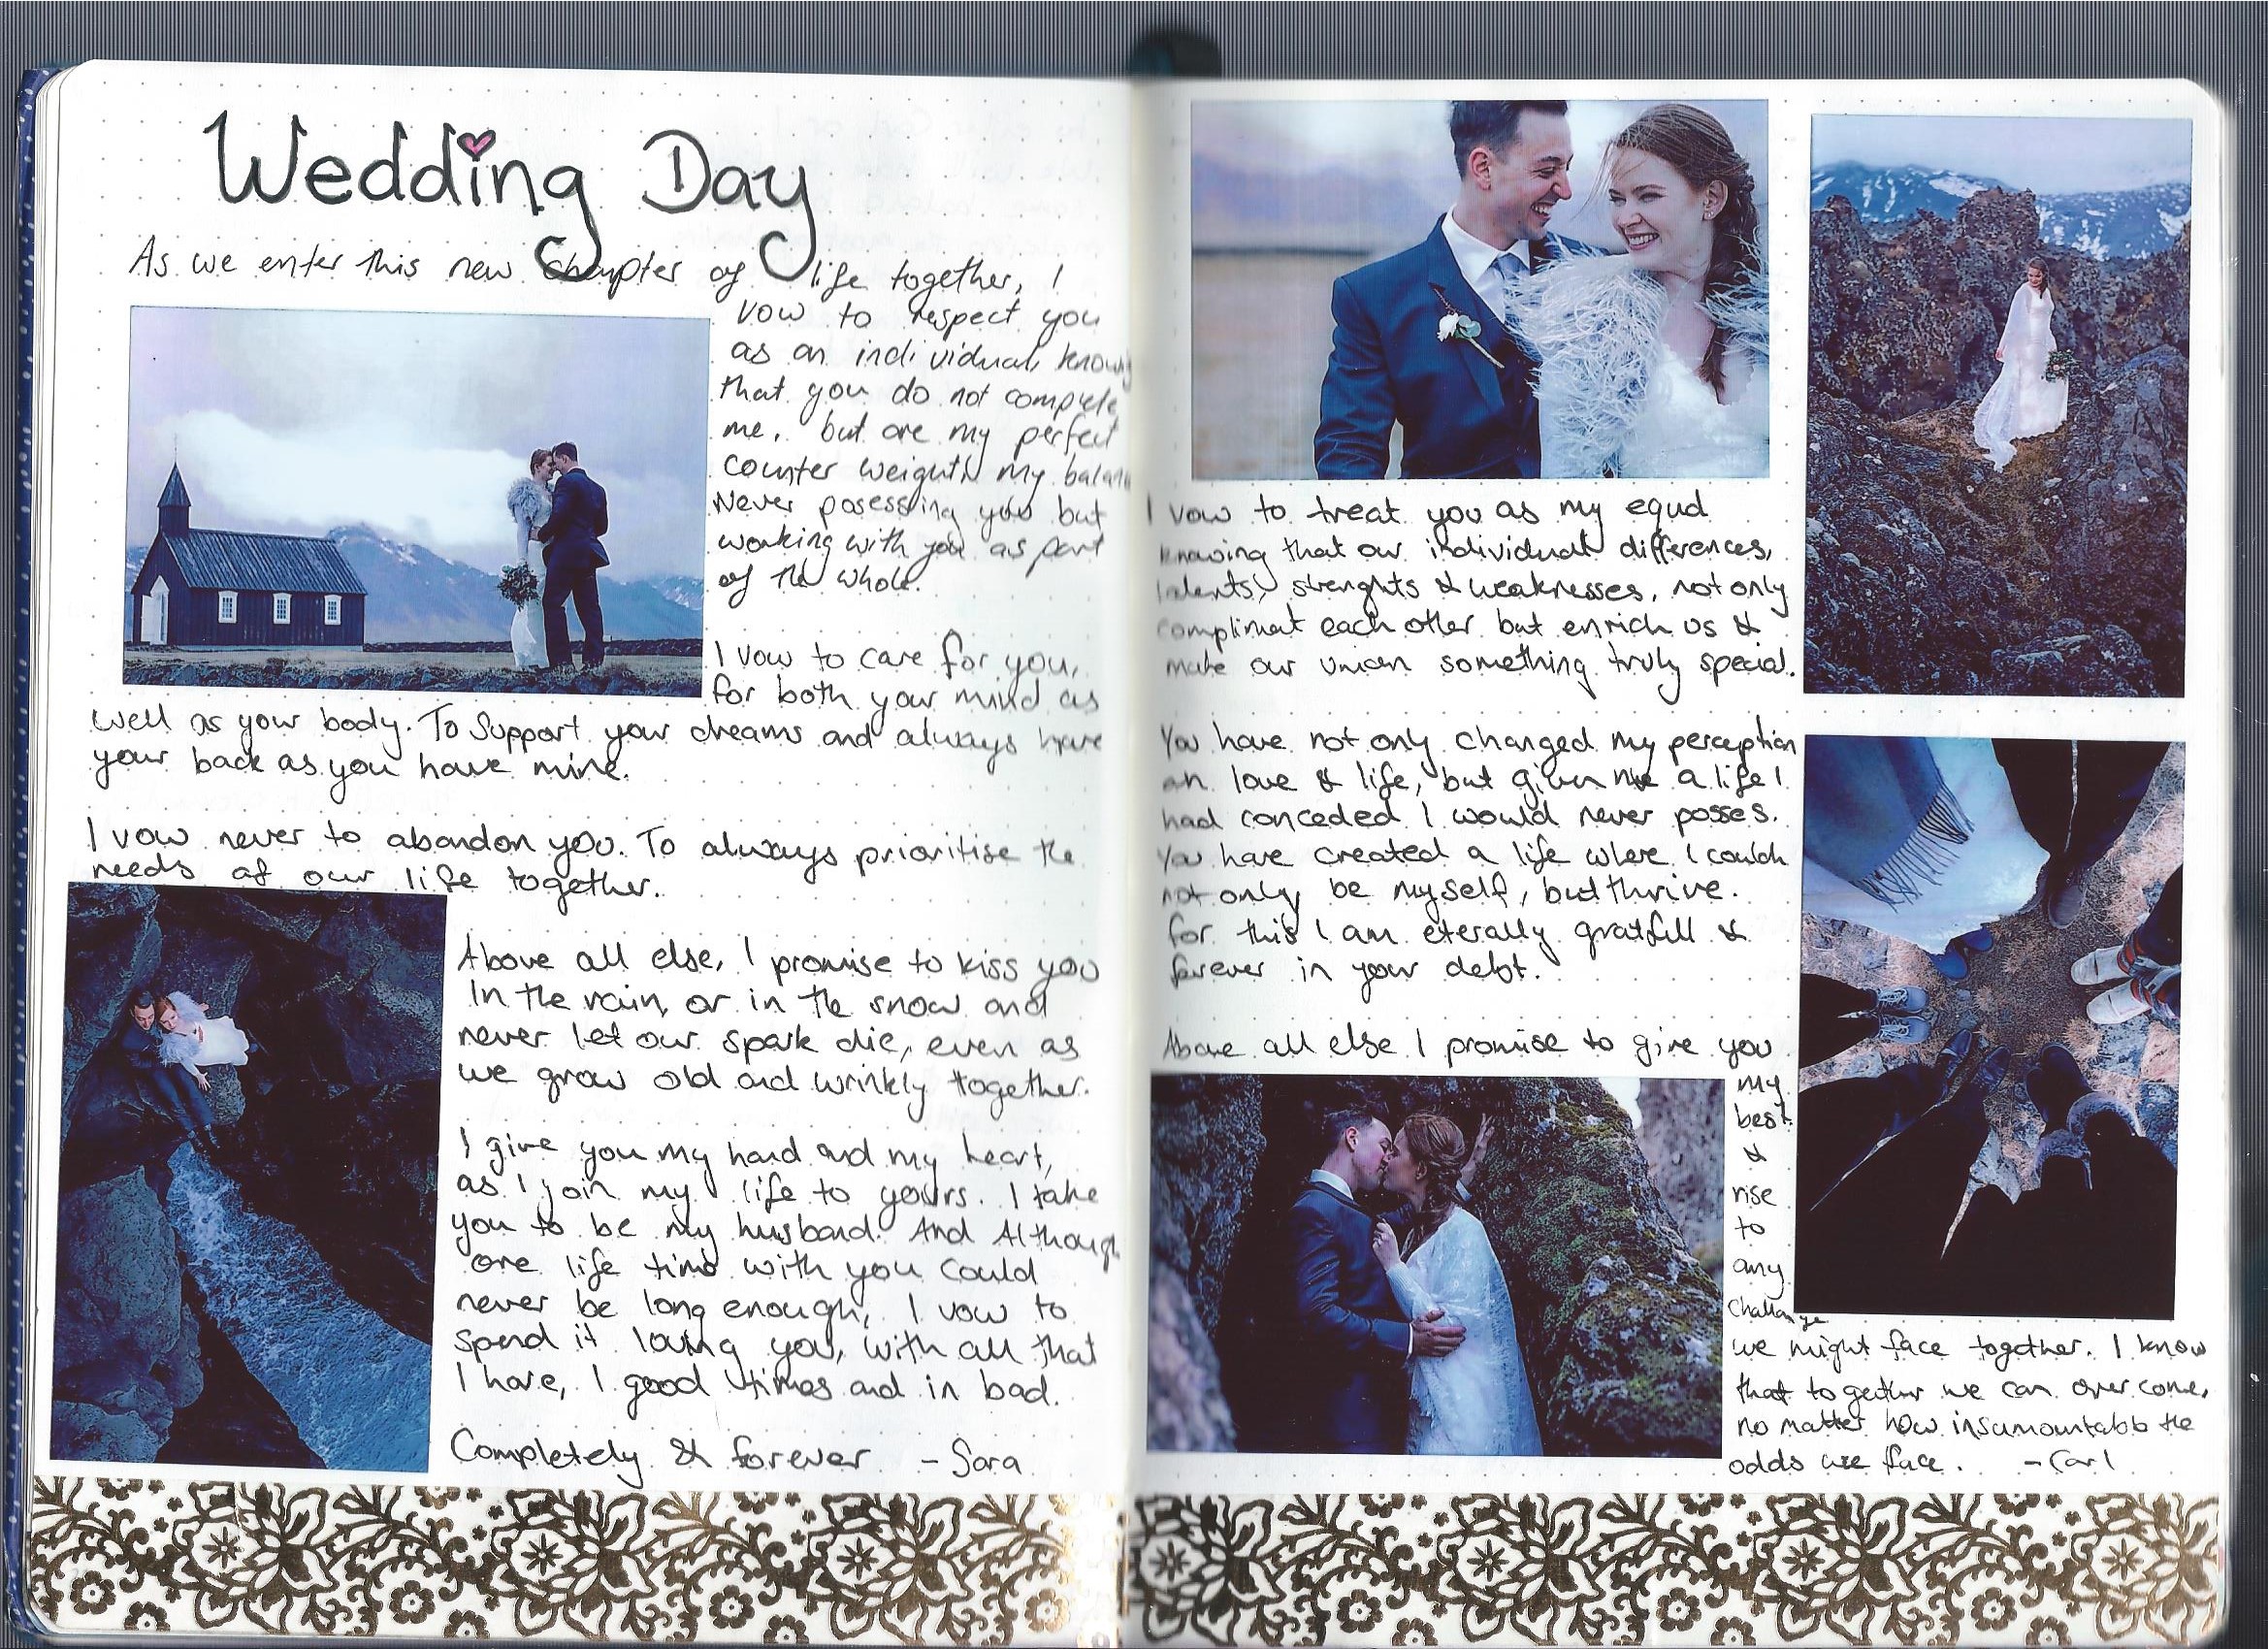 Wedding Day
As we enter this new chapter of life together, I
vow to respect you
as an individual, knowing
that you do not complete
me, but are my perfect
counter weight, my balance
Never posessing you but
working with you as part
of the whole.
I vow to care for you,
for both your mind as
well as your body. To Support your dreams and always have
your back as you have mine.
I vow never to abandon you. To always prioritise the
needs of our life together.
Above all else, I promise to kiss you
In the rain, or in the snow and
never let our spark die, even as
we grow old and wrinkly together.
I give you my hand and my heart,
as I join my life to yours. I take
you to be my husband. And Although
one life time with you could
never be long enough, I vow to
spend it loving you, with all that
I have, I good times and in bad.
Completely & forever - Sara
I vow to treat you as my equal
knowing that our individual differences,
talents, strenghts & weaknesses, not only
compliment each other but enrich us &
make our union something truly special.
You have not only changed my perception
on love & life, but given me a life I
had conceded I would never posses.
You have created a life where I could
not only be myself, but thrive.
for this I am eterally gratfull &
forever in your debt.
Above all else I promise to give you
my
best
&
rise
to
any
challange
we might face together. I know
that together we can over come,
no matter how insumountable the
odds we face. - Carl